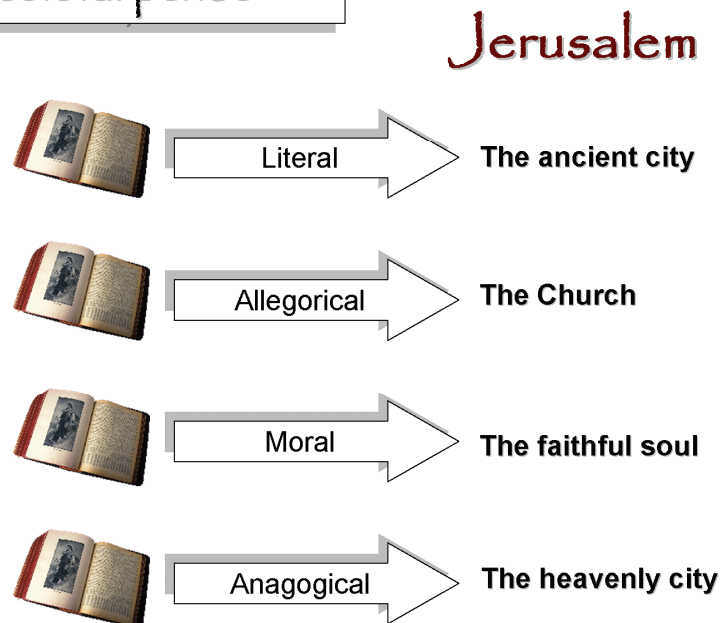 Jerusalem
Literal
The ancient city
Allegorical
The Church
Moral
The faithful soul
Anagogical
The heavenly city